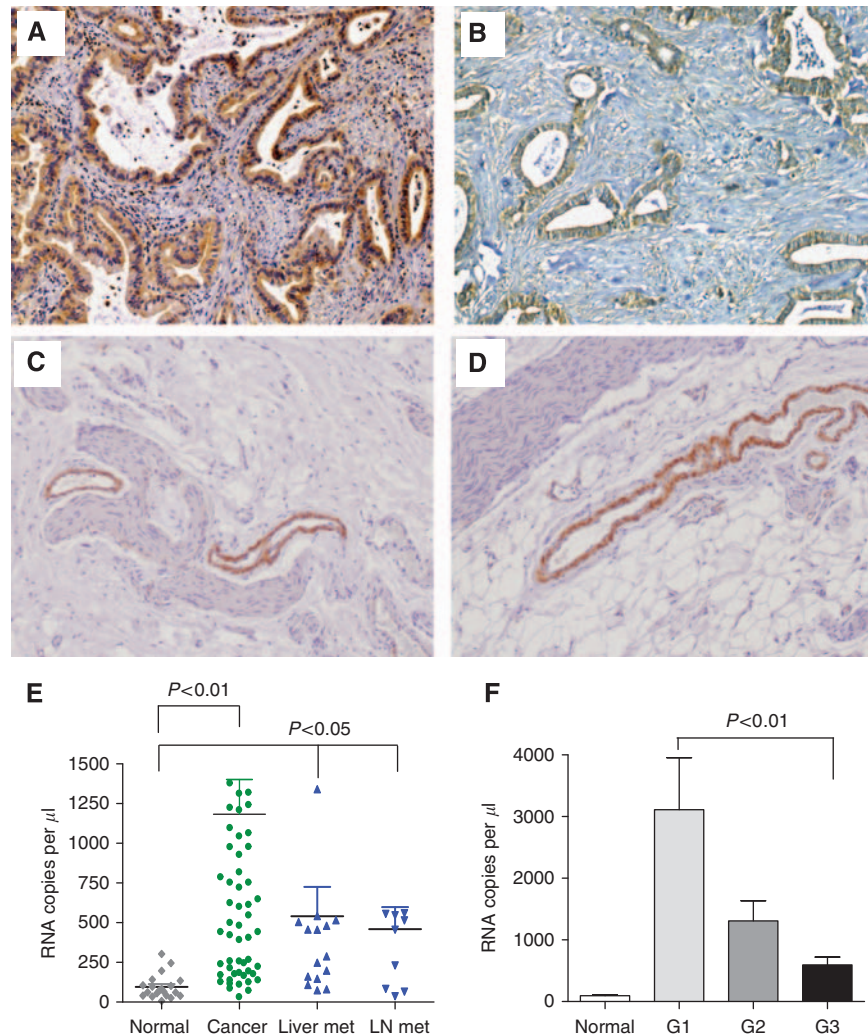 A
B
C
D
E
P<0.01
P<0.05
RNA copies per μl
1500
1250
1000
750
500
250
0
Normal
Cancer
Liver met
LN met
F
P<0.01
RNA copies per μl
4000
3000
2000
1000
0
Normal
G1
G2
G3